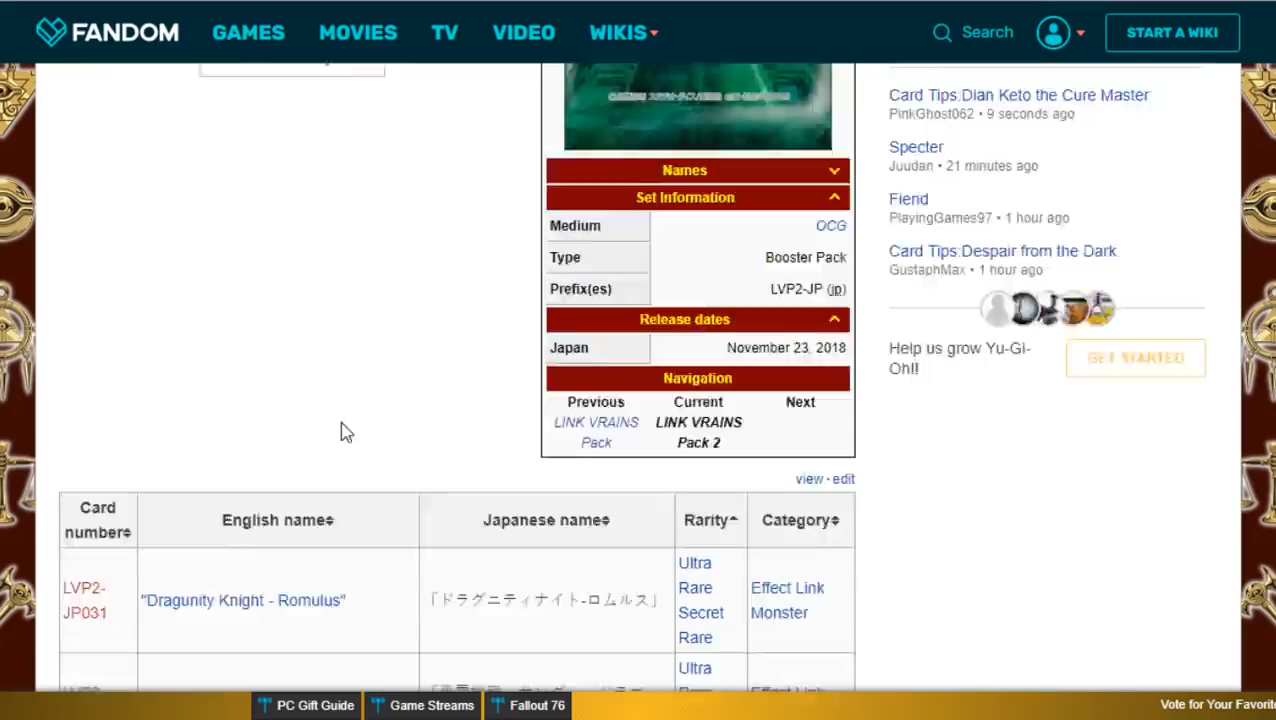 FANDOM GAMES MOVIES TV VIDEO WIKIS Search START A WIKI
Names
Set Information
Medium OCG
Type Booster Pack
Prefix(es) LVP2-JP (jp)
Release dates
Japan November 23, 2018
Navigation
Previous Current Next
LINK VRAINS LINK VRAINS
Pack Pack 2
view · edit
Card Tips:Dian Keto the Cure Master
PinkGhost062 • 9 seconds ago
Specter
Juudan • 21 minutes ago
Fiend
PlayingGames97 • 1 hour ago
Card Tips:Despair from the Dark
GustaphMax • 1 hour ago
Help us grow Yu-Gi-
Oh!!
GET STARTED
Card
number English name Japanese name Rarity Category
LVP2-
JP031
"Dragunity Knight - Romulus"
「ドラグニティナイト-ロムルス」
Ultra
Rare
Secret
Rare
Effect Link
Monster
Ultra
PC Gift Guide Game Streams Fallout 76 Vote for Your Favorite